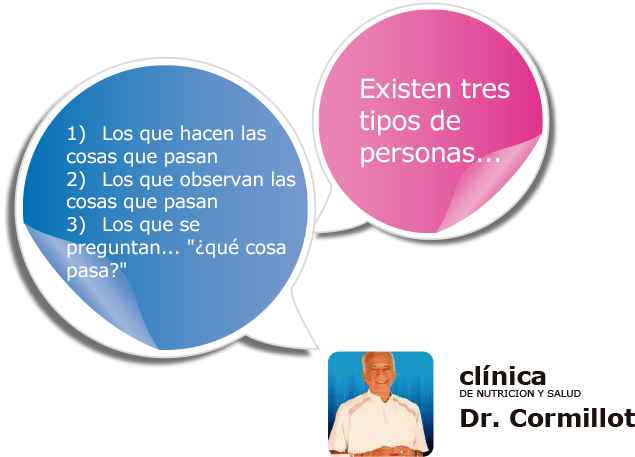 Existen tres
tipos de
personas...
1) Los que hacen las
cosas que pasan
2) Los que observan las
cosas que pasan
3) Los que se
preguntan... "¿qué cosa
pasa?"
clínica
DE NUTRICION Y SALUD
Dr. Cormillot